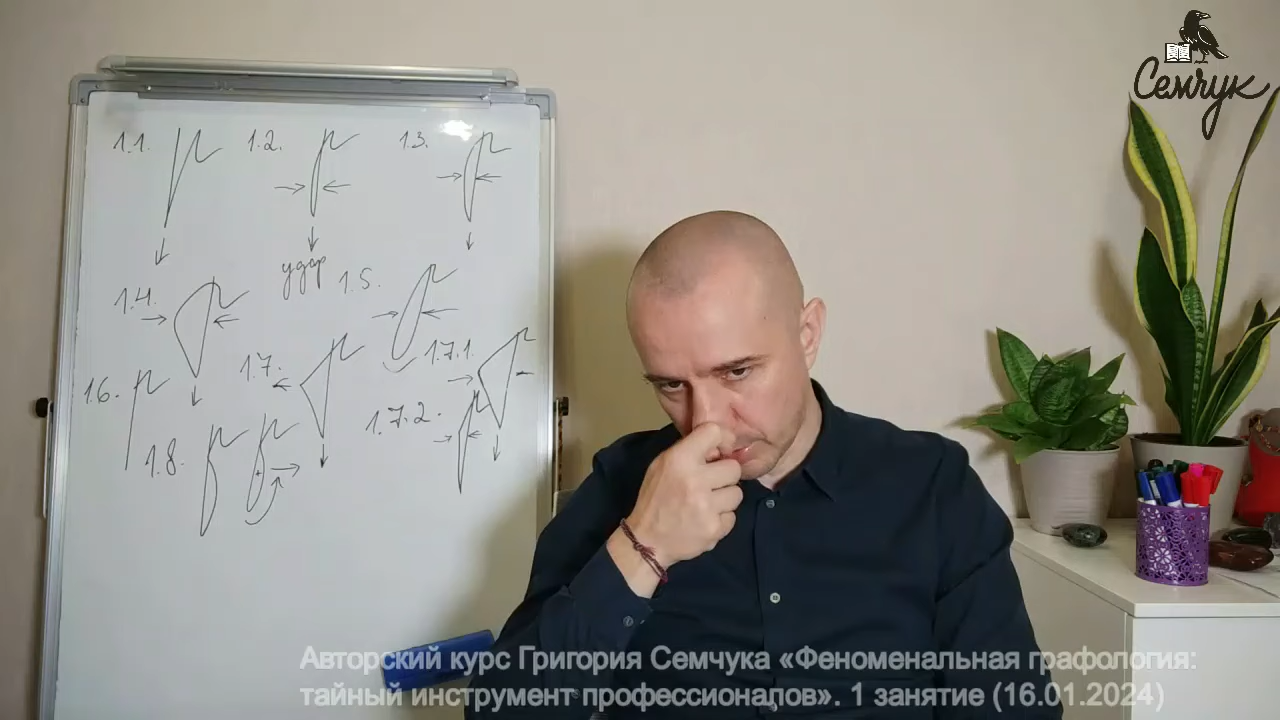 Семчук
1.1. 1.2. 1.3.
удар
1.4. 1.5.
1.6. 1.7. 1.7.1.
1.8. 1.7.2.
Авторский курс Григория Семчука «Феноменальная графология:
тайный инструмент профессионалов». 1 занятие (16.01.2024)